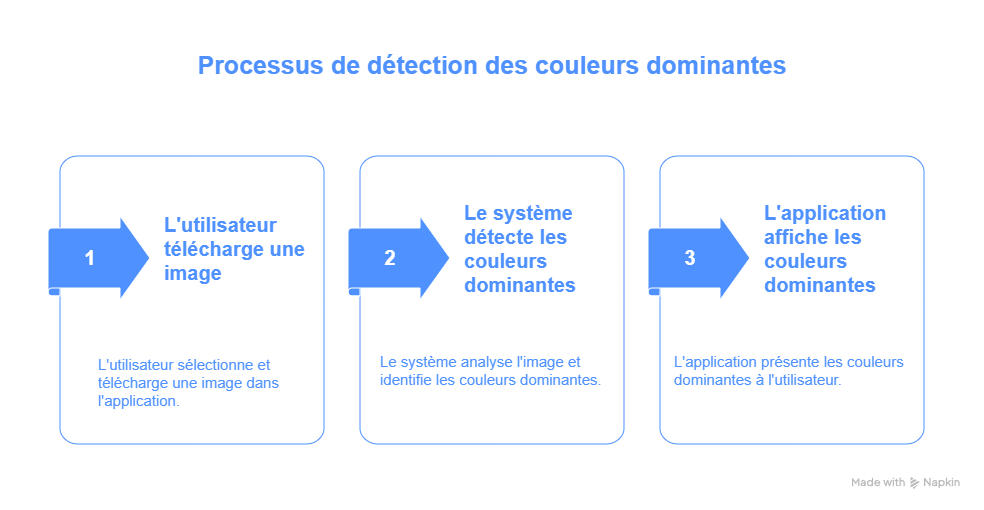 Processus de détection des couleurs dominantes
1
L'utilisateur
télécharge une
image
L'utilisateur sélectionne et
télécharge une image dans
l'application.
2
Le système
détecte les
couleurs
dominantes
Le système analyse l'image et
identifie les couleurs dominantes.
3
L'application
affiche les
couleurs
dominantes
L'application présente les couleurs
dominantes à l'utilisateur.
Made with Napkin